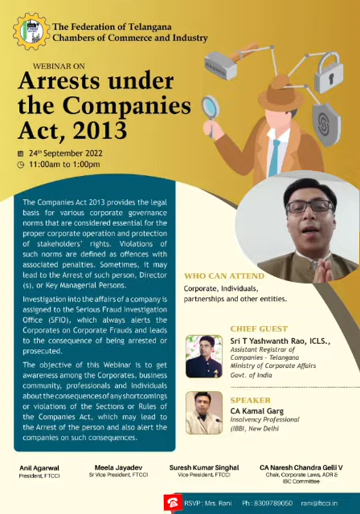 The Federation of Telangana
Chambers of Commerce and Industry
WEBINAR ON
Arrests under
the Companies
Act, 2013
24th September 2022
11:00am to 1:00pm
The Companies Act 2013 provides the legal
basis for various corporate governance
norms that are considered essential for the
proper corporate operation and protection
of stakeholders' rights. Violations of
such norms are defined as offences with
associated penalties. Sometimes, it may
lead to the Arrest of such person, Director
(s), or Key Managerial Persons.
Investigation into the affairs of a company is
assigned to the Serious Fraud Investigation
Office (SFIO), which always alerts the
Corporates on Corporate Frauds and leads
to the consequence of being arrested or
prosecuted.
The objective of this Webinar is to get
awareness among the Corporates, business
community, professionals and individuals
about the consequences of any shortcomings
or violations of the Sections or Rules of
the Companies Act, which may lead to
the Arrest of the person and also alert the
companies on such consequences.
WHO CAN ATTEND
Corporate, Individuals,
partnerships and other entities.
CHIEF GUEST
Sri T Yashwanth Rao, ICLS.,
Assistant Registrar of
Companies - Telangana
Ministry of Corporate Affairs
Govt. of India
SPEAKER
CA Kamal Garg
Insolvency Professional
(IBBI, New Delhi
Anil Agarwal
President, FTCCI
Meela Jayadev
Sr Vice President, FTCCI
Suresh Kumar Singhal
Vice President, FTCCI
CA Naresh Chandra Gelli V
Chair, Corporate Laws, ADR &
IBC Committee
RSVP: Mrs. Rani Ph: 8309789050 rani@ftcci.in